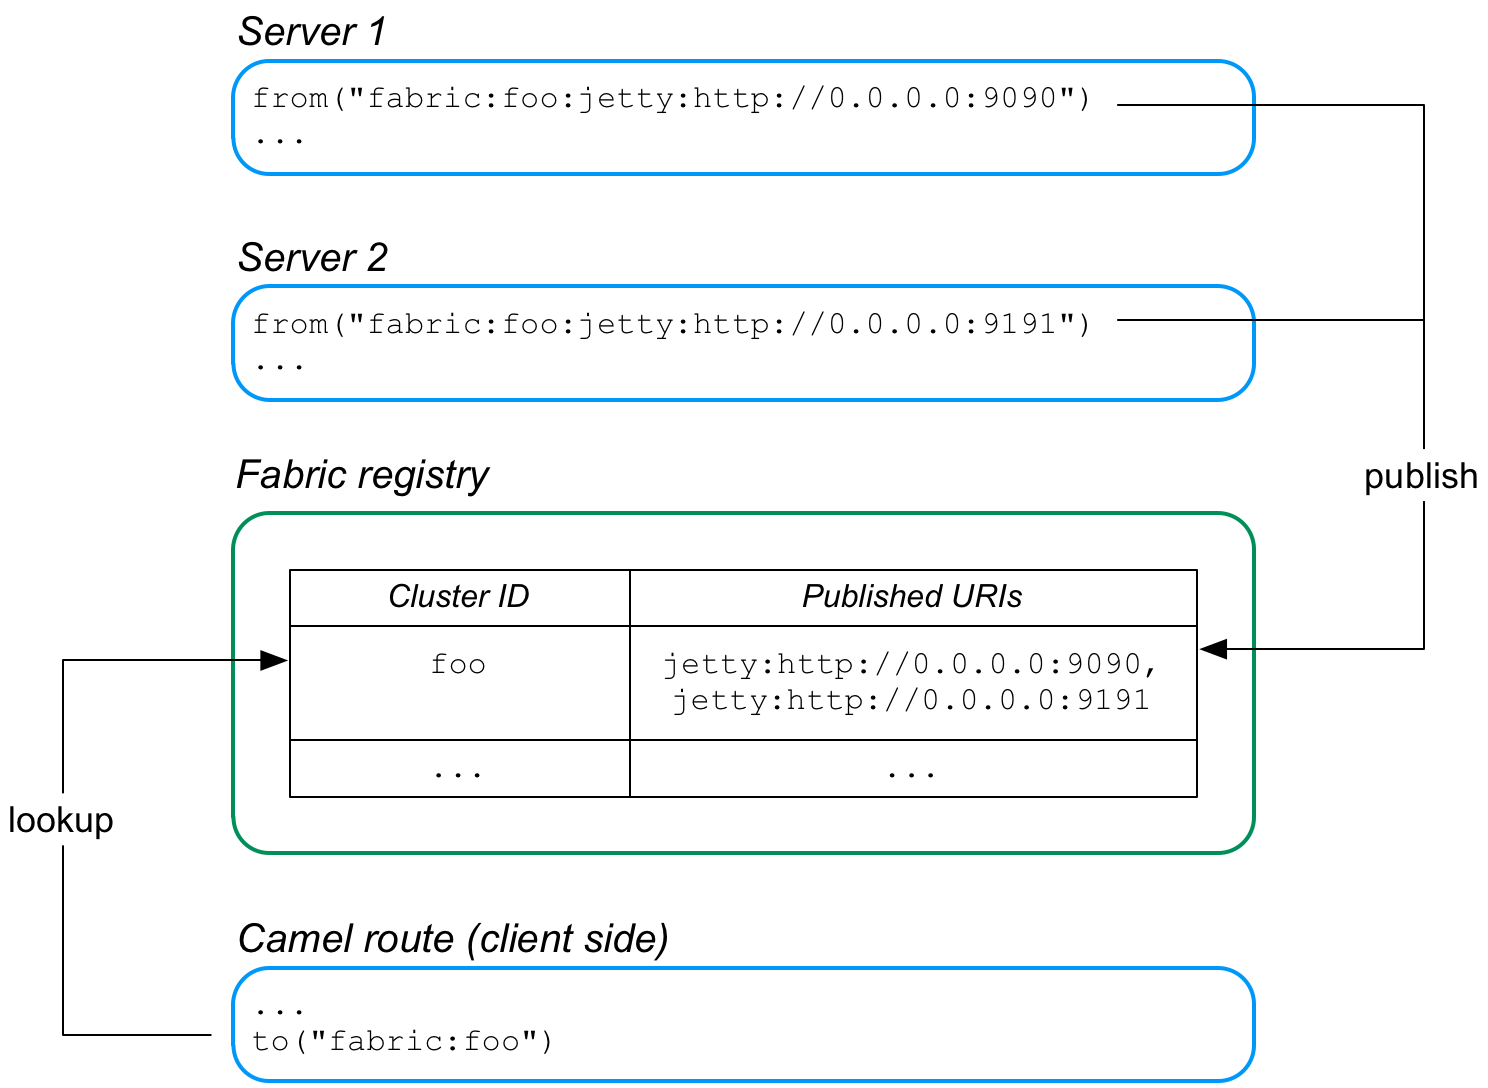 Server 1
from("fabric:foo:jetty:http://0.0.0.0:9090")
...
Server 2
from("fabric:foo:jetty:http://0.0.0.0:9191")
...
Fabric registry
publish
Cluster ID Published URIs
foo jetty:http://0.0.0.0:9090,
jetty:http://0.0.0.0:9191
... ...
lookup
Camel route (client side)
...
to("fabric:foo")